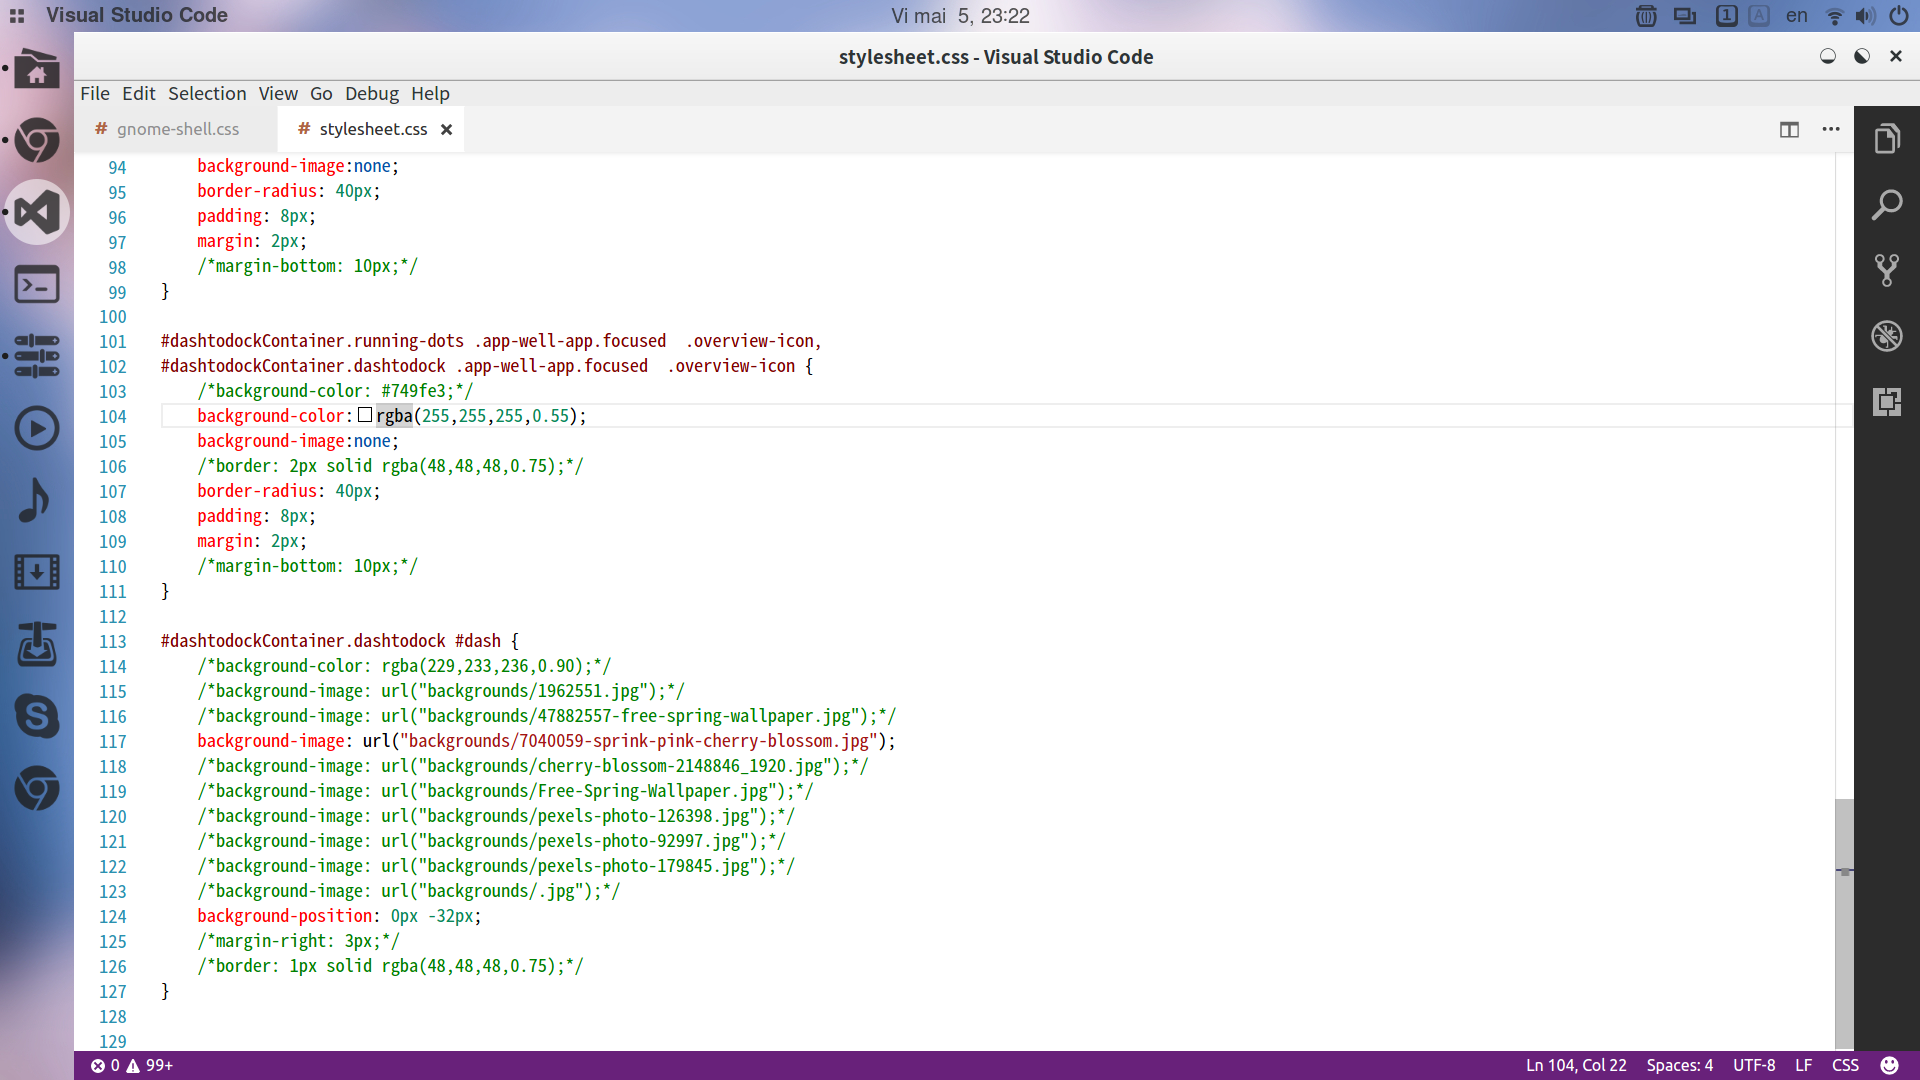 Visual Studio Code
Vi mai 5, 23:22
1 A en
stylesheet.css - Visual Studio Code
File Edit Selection View Go Debug Help
# gnome-shell.css # stylesheet.css
94 background-image:none;
95 border-radius: 40px;
96 padding: 8px;
97 margin: 2px;
98 /*margin-bottom: 10px;*/
99 }
100
101 #dashtodockContainer.running-dots .app-well-app.focused  .overview-icon,
102 #dashtodockContainer.dashtodock .app-well-app.focused  .overview-icon {
103 /*background-color: #749fe3;*/
104 background-color: rgba(255,255,255,0.55);
105 background-image:none;
106 /*border: 2px solid rgba(48,48,48,0.75);*/
107 border-radius: 40px;
108 padding: 8px;
109 margin: 2px;
110 /*margin-bottom: 10px;*/
111 }
112
113 #dashtodockContainer.dashtodock #dash {
114 /*background-color: rgba(229,233,236,0.90);*/
115 /*background-image: url("backgrounds/1962551.jpg");*/
116 /*background-image: url("backgrounds/47882557-free-spring-wallpaper.jpg");*/
117 background-image: url("backgrounds/7040059-sprink-pink-cherry-blossom.jpg");
118 /*background-image: url("backgrounds/cherry-blossom-2148846_1920.jpg");*/
119 /*background-image: url("backgrounds/Free-Spring-Wallpaper.jpg");*/
120 /*background-image: url("backgrounds/pexels-photo-126398.jpg");*/
121 /*background-image: url("backgrounds/pexels-photo-92997.jpg");*/
122 /*background-image: url("backgrounds/pexels-photo-179845.jpg");*/
123 /*background-image: url("backgrounds/.jpg");*/
124 background-position: 0px -32px;
125 /*margin-right: 3px;*/
126 /*border: 1px solid rgba(48,48,48,0.75);*/
127 }
128
129
0 99+ Ln 104, Col 22 Spaces: 4 UTF-8 LF CSS